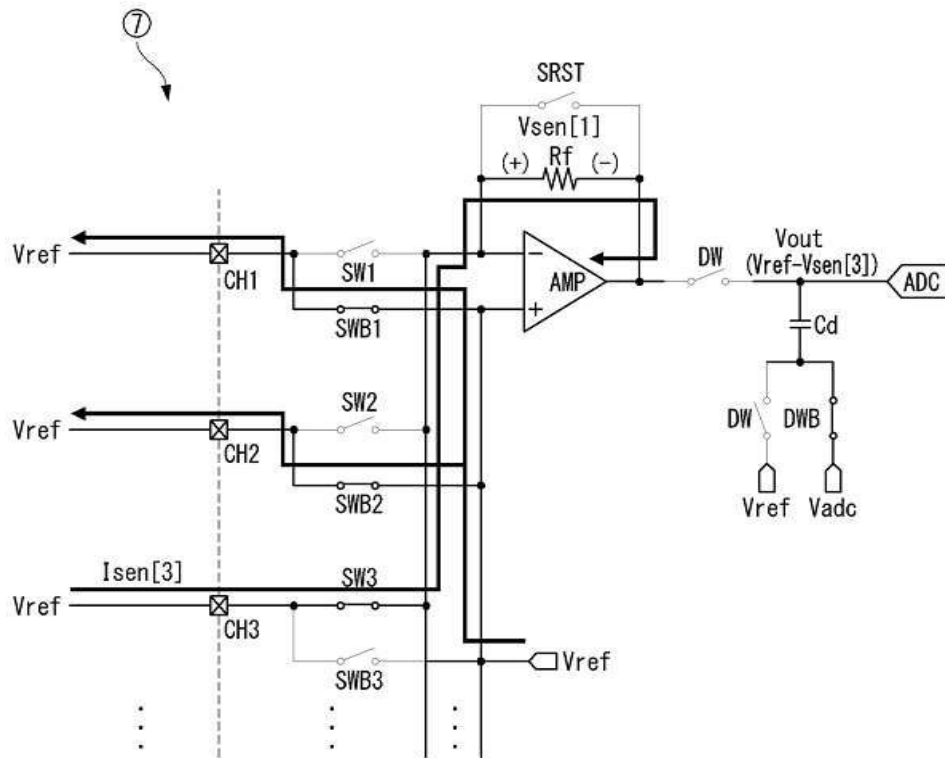 ⑦
SRST
Vsen[1]
(+) Rf (-)
Vref
CH1
SW1
SWB1
AMP
DW
Vout
(Vref-Vsen[3])
ADC
Cd
Vref
CH2
SW2
SWB2
DW
DWB
Vref
Vadc
Isen[3]
Vref
CH3
SW3
SWB3
Vref